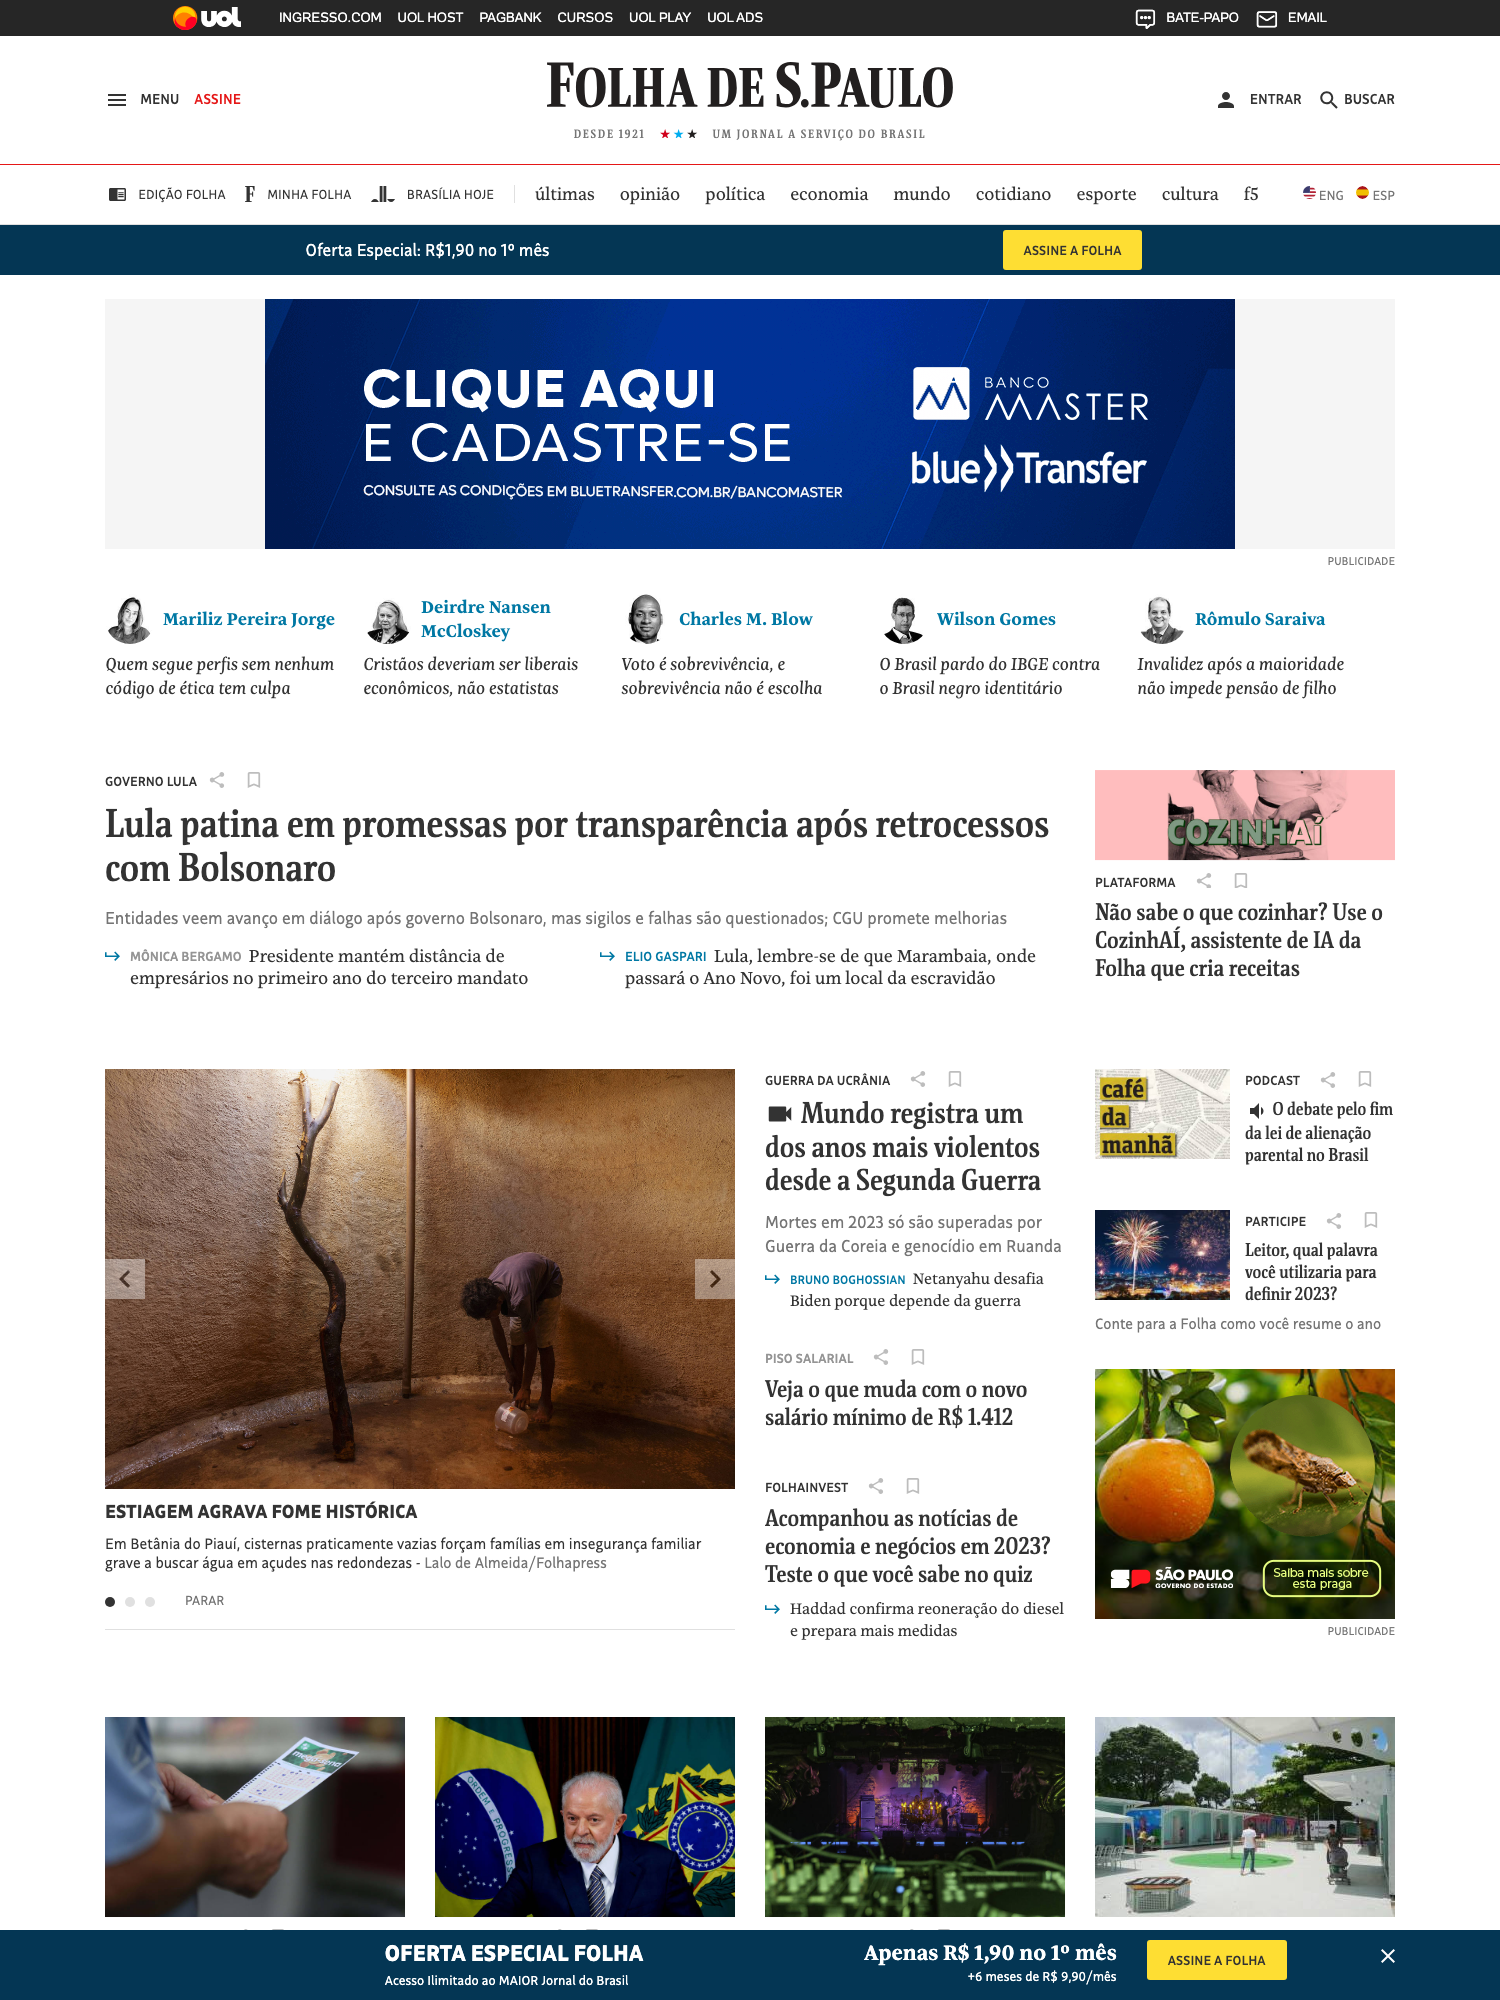 uol INGRESSO.COM UOL HOST PAGBANK CURSOS UOL PLAY UOL ADS BATE-PAPO EMAIL
MENU ASSINE FOLHA DE S.PAULO ENTRAR BUSCAR
DESDE 1921 ★★★ UM JORNAL A SERVIÇO DO BRASIL
EDIÇÃO FOLHA F MINHA FOLHA BRASÍLIA HOJE últimas opinião política economia mundo cotidiano esporte cultura f5 ENG ESP
Oferta Especial: R$1,90 no 1º mês ASSINE A FOLHA
CLIQUE AQUI
E CADASTRE-SE
CONSULTE AS CONDIÇÕES EM BLUETRANSFER.COM.BR/BANCOMASTER
BANCO
MASTER
blue Transfer
PUBLICIDADE
Mariliz Pereira Jorge
Quem segue perfis sem nenhum
código de ética tem culpa
Deirdre Nansen
McCloskey
Cristãos deveriam ser liberais
econômicos, não estatistas
Charles M. Blow
Voto é sobrevivência, e
sobrevivência não é escolha
Wilson Gomes
O Brasil pardo do IBGE contra
o Brasil negro identitário
Rômulo Saraiva
Invalidez após a maioridade
não impede pensão de filho
GOVERNO LULA
Lula patina em promessas por transparência após retrocessos
com Bolsonaro
Entidades veem avanço em diálogo após governo Bolsonaro, mas sigilos e falhas são questionados; CGU promete melhorias
MÔNICA BERGAMO Presidente mantém distância de
empresários no primeiro ano do terceiro mandato
ELIO GASPARI Lula, lembre-se de que Marambaia, onde
passará o Ano Novo, foi um local da escravidão
COZINHAÍ
PLATAFORMA
Não sabe o que cozinhar? Use o
CozinhAÍ, assistente de IA da
Folha que cria receitas
ESTIAGEM AGRAVA FOME HISTÓRICA
Em Betânia do Piauí, cisternas praticamente vazias forçam famílias em insegurança familiar
grave a buscar água em açudes nas redondezas - Lalo de Almeida/Folhapress
PARAR
GUERRA DA UCRÂNIA
Mundo registra um
dos anos mais violentos
desde a Segunda Guerra
Mortes em 2023 só são superadas por
Guerra da Coreia e genocídio em Ruanda
BRUNO BOGHOSSIAN Netanyahu desafia
Biden porque depende da guerra
PISO SALARIAL
Veja o que muda com o novo
salário mínimo de R$ 1.412
FOLHAINVEST
Acompanhou as notícias de
economia e negócios em 2023?
Teste o que você sabe no quiz
Haddad confirma reoneração do diesel
e prepara mais medidas
café
da
manhã
PODCAST
O debate pelo fim
da lei de alienação
parental no Brasil
PARTICIPE
Leitor, qual palavra
você utilizaria para
definir 2023?
Conte para a Folha como você resume o ano
SÃO PAULO
GOVERNO DO ESTADO
Saiba mais sobre
esta praga
PUBLICIDADE
ORDEM E PROGRESSO
OFERTA ESPECIAL FOLHA
Acesso Ilimitado ao MAIOR Jornal do Brasil
Apenas R$ 1,90 no 1º mês
+6 meses de R$ 9,90/mês
ASSINE A FOLHA